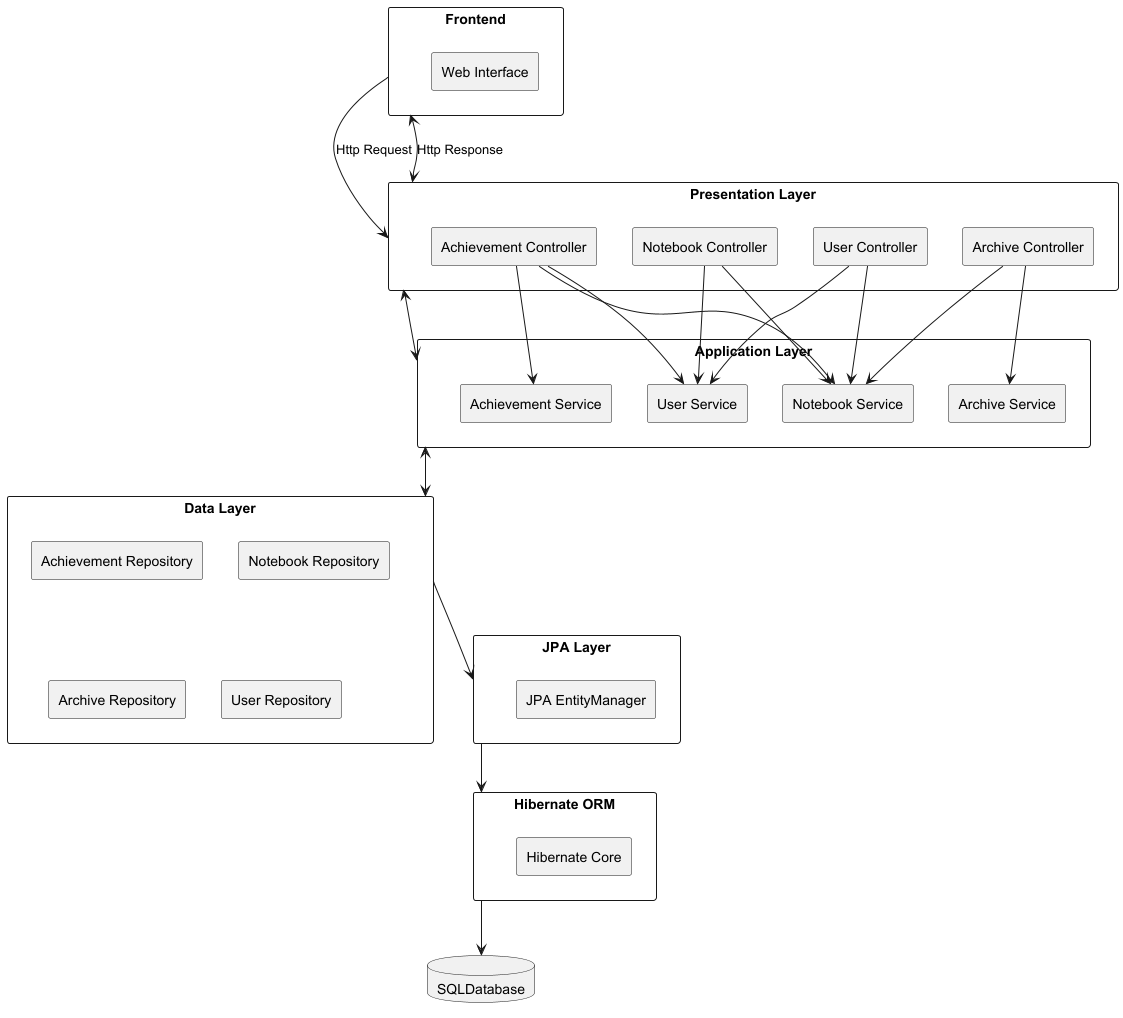 Frontend
Web Interface
Http Request
Http Response
Presentation Layer
Achievement Controller
Notebook Controller
User Controller
Archive Controller
Application Layer
Achievement Service
User Service
Notebook Service
Archive Service
Data Layer
Achievement Repository
Notebook Repository
Archive Repository
User Repository
JPA Layer
JPA EntityManager
Hibernate ORM
Hibernate Core
SQLDatabase